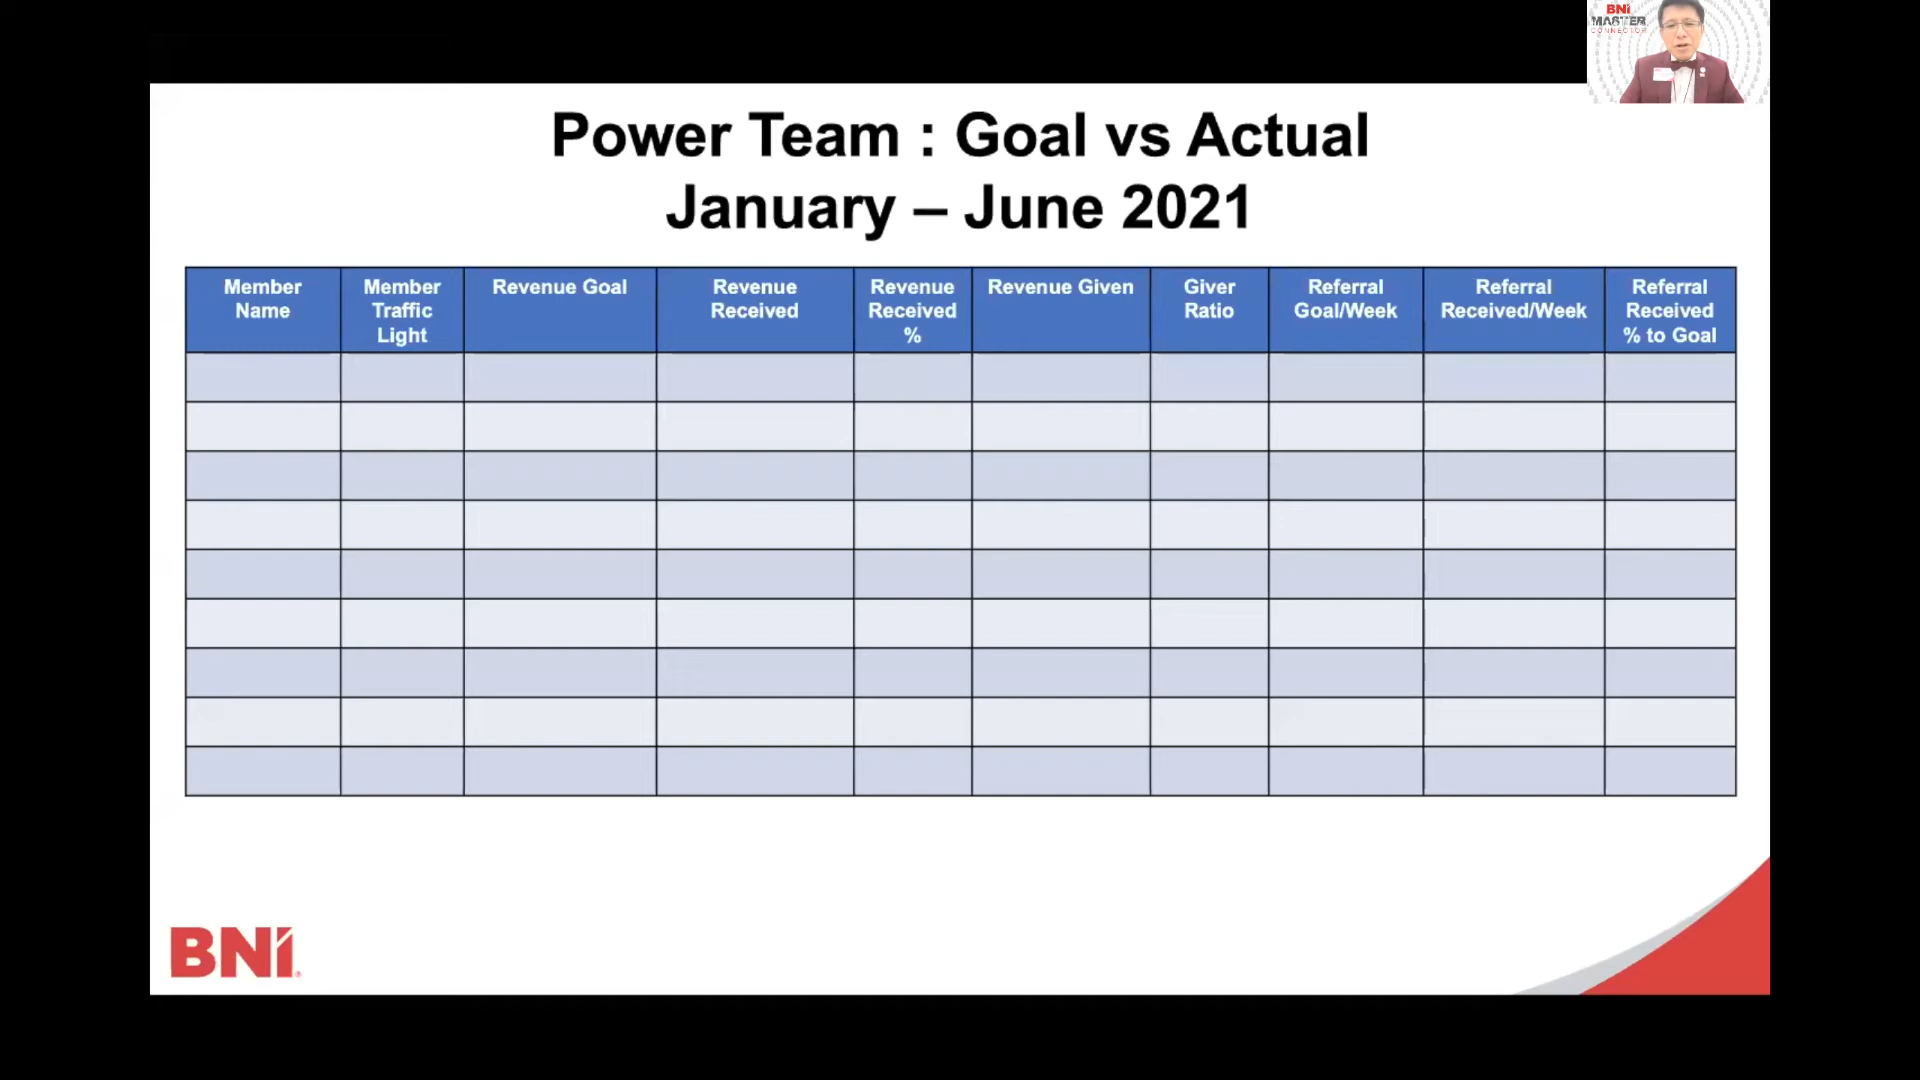 BNI
MASTER
CONNECTOR
Power Team : Goal vs Actual
January – June 2021
Member
Name
Member
Traffic
Light
Revenue Goal
Revenue
Received
Revenue
Received
%
Revenue Given
Giver
Ratio
Referral
Goal/Week
Referral
Received/Week
Referral
Received
% to Goal
BNI®